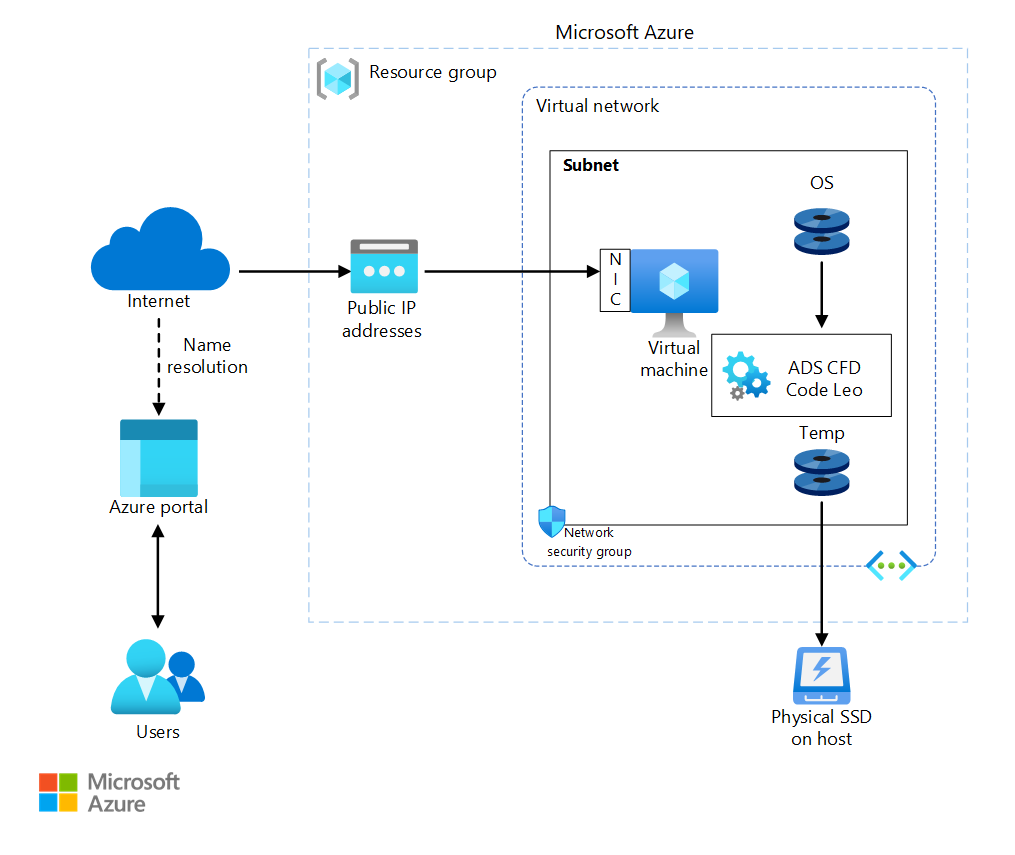 Microsoft Azure
Resource group
Virtual network
Subnet
OS
N
I
C
Internet
Public IP
addresses
Name
resolution
Virtual
machine
ADS CFD
Code Leo
Temp
Azure portal
Network
security group
Users
Physical SSD
on host
Microsoft
Azure